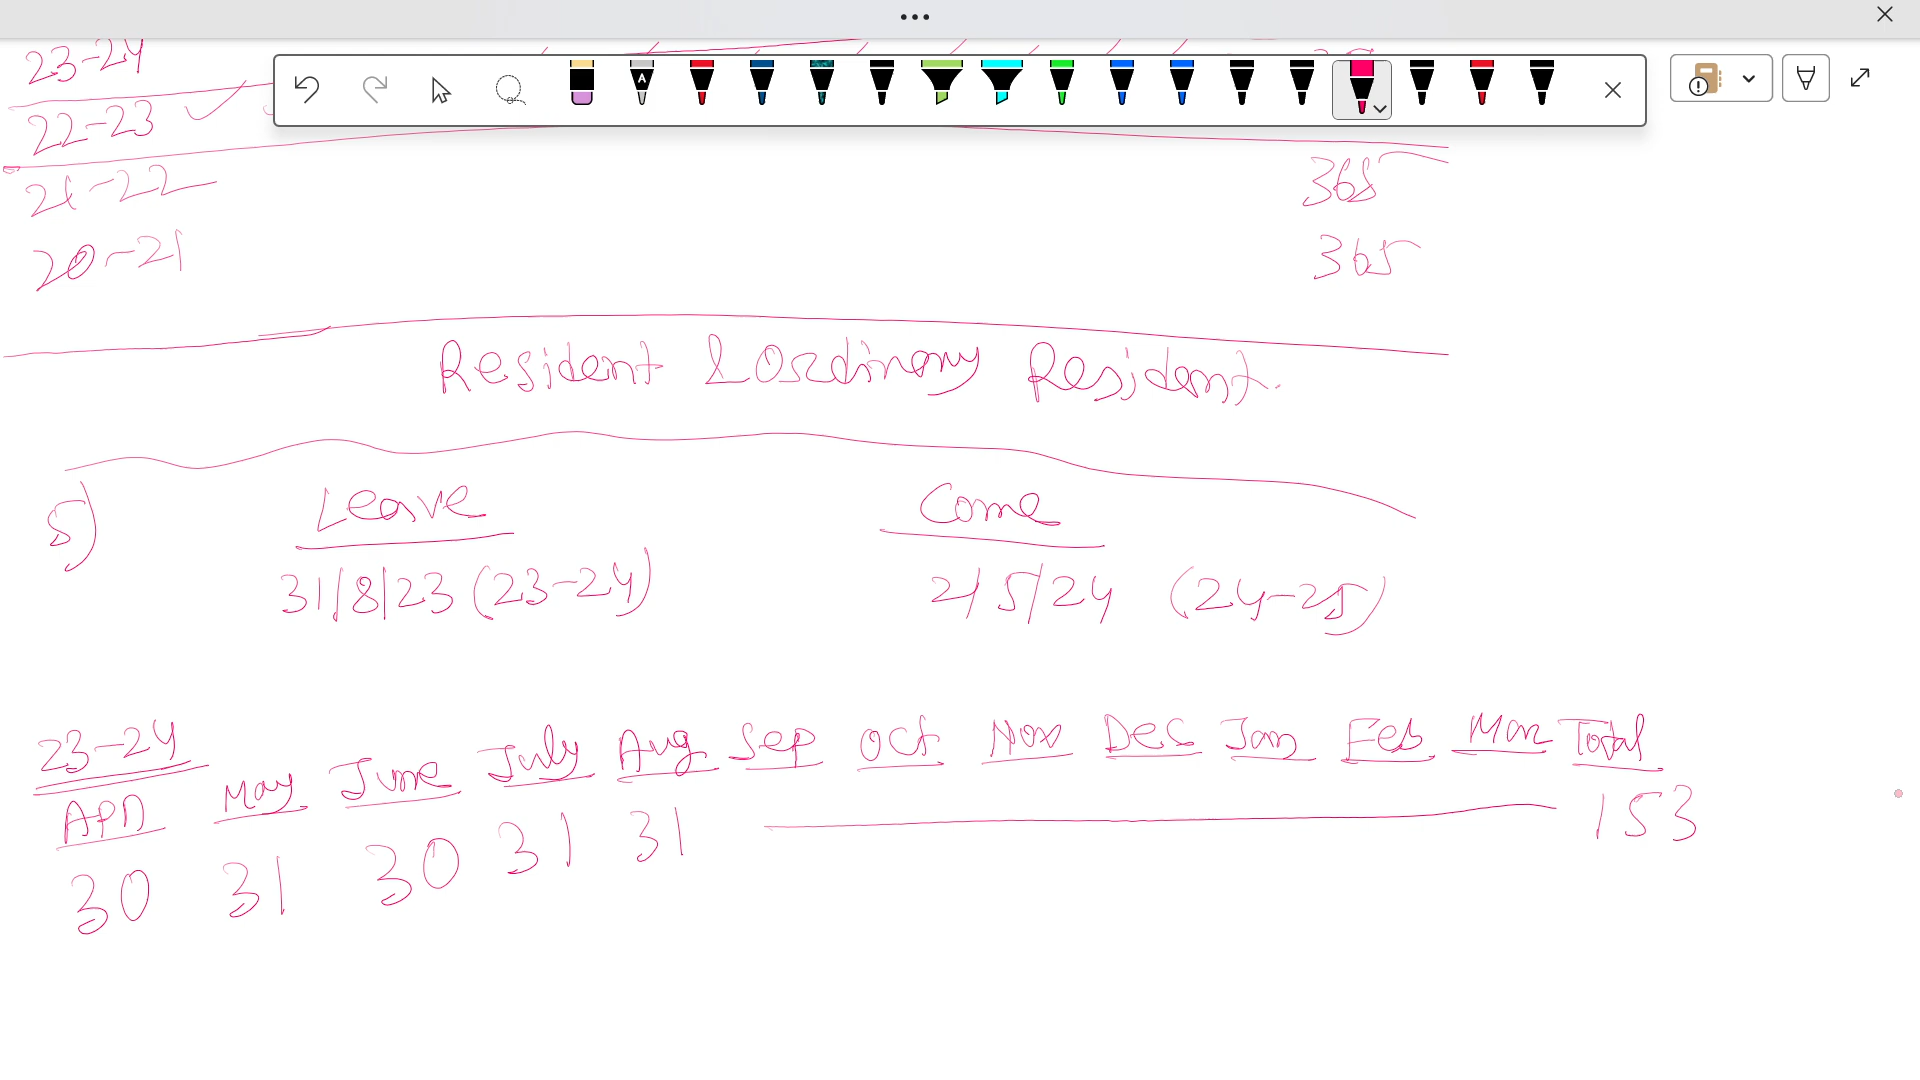 23-24
22-23
21-22 365
20-21 365
Resident & Ordinary Resident.
5) Leave Come
31/8/23 (23-24) 2/5/24 (24-25)
23-24
APR May June July Aug Sep Oct Nov Dec Jan Feb Mar Total
30 31 30 31 31 153